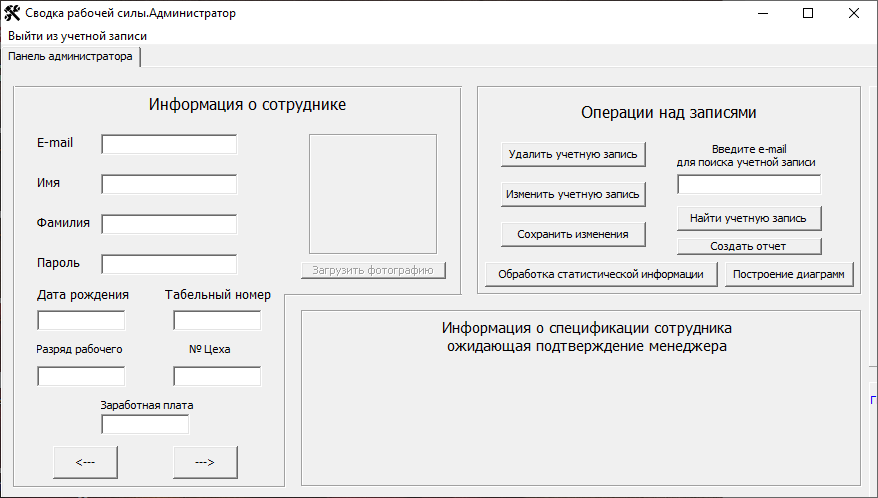 Сводка рабочей силы.Администратор
Выйти из учетной записи
Панель администратора
Информация о сотруднике
E-mail
Имя
Фамилия
Пароль
Загрузить фотографию
Дата рождения
Табельный номер
Разряд рабочего
№ Цеха
Заработная плата
<---
--->
Операции над записями
Удалить учетную запись
Изменить учетную запись
Сохранить изменения
Введите e-mail
для поиска учетной записи
Найти учетную запись
Создать отчет
Обработка статистической информации
Построение диаграмм
Информация о спецификации сотрудника
ожидающая подтверждение менеджера